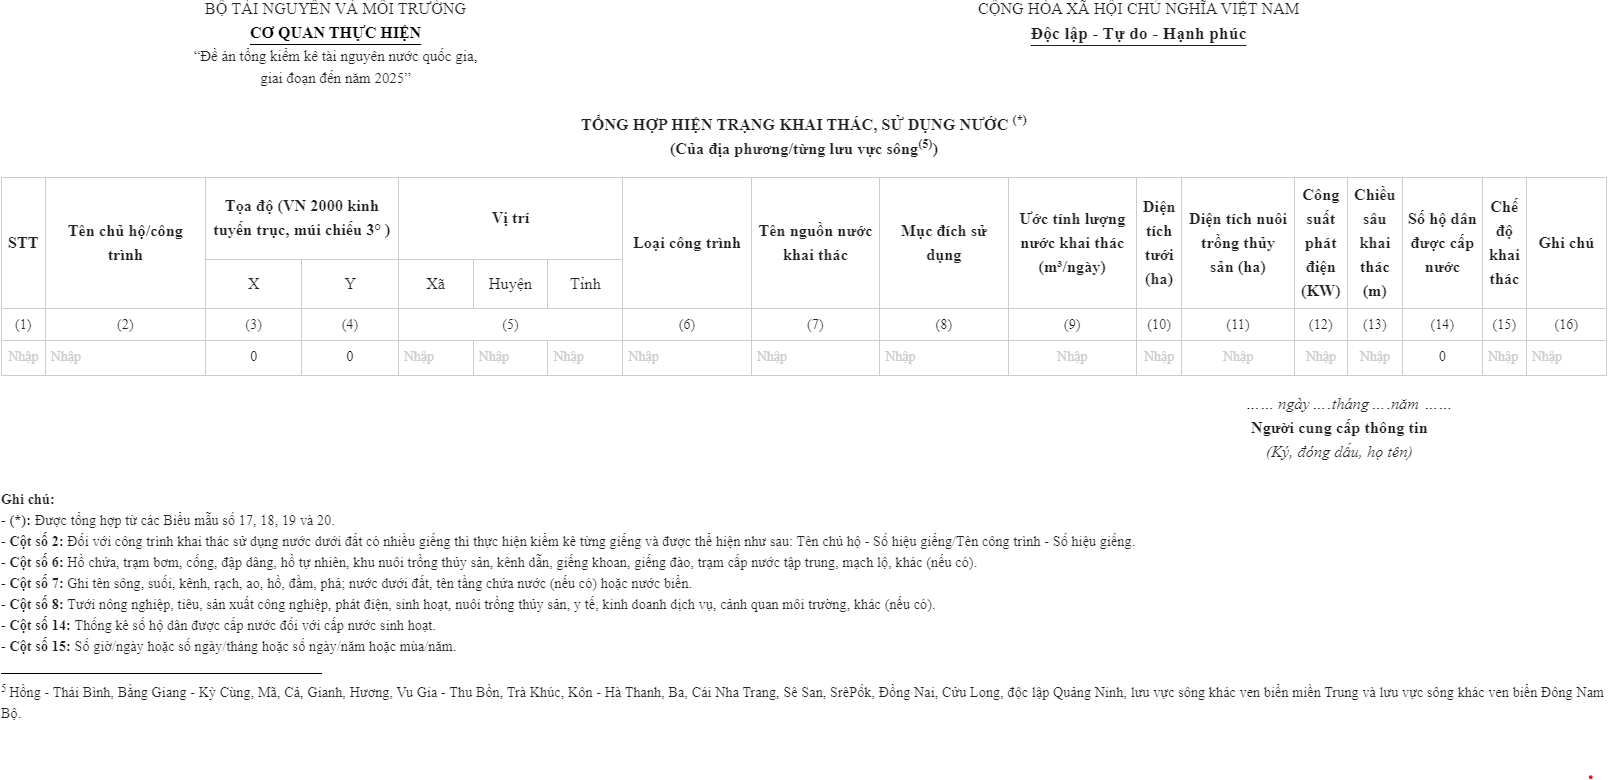 BỘ TÀI NGUYÊN VÀ MÔI TRƯỜNG
CƠ QUAN THỰC HIỆN
“Đề án tổng kiểm kê tài nguyên nước quốc gia,
giai đoạn đến năm 2025”
CỘNG HÒA XÃ HỘI CHỦ NGHĨA VIỆT NAM
Độc lập - Tự do - Hạnh phúc
TỔNG HỢP HIỆN TRẠNG KHAI THÁC, SỬ DỤNG NƯỚC (*)
(Của địa phương/từng lưu vực sông(5))
STT
Tên chủ hộ/công
trình
Tọa độ (VN 2000 kinh
tuyến trục, múi chiếu 3° )
X
Y
Vị trí
Xã
Huyện
Tỉnh
Loại công trình
Tên nguồn nước
khai thác
Mục đích sử
dụng
Ước tính lượng
nước khai thác
(m³/ngày)
Diện
tích
tưới
(ha)
Diện tích nuôi
trồng thủy
sản (ha)
Công
suất
phát
điện
(KW)
Chiều
sâu
khai
thác
(m)
Số hộ dân
được cấp
nước
Chế
độ
khai
thác
Ghi chú
(1) (2) (3) (4) (5) (6) (7) (8) (9) (10) (11) (12) (13) (14) (15) (16)
Nhập Nhập 0 0 Nhập Nhập Nhập Nhập Nhập Nhập Nhập Nhập Nhập Nhập Nhập 0 Nhập Nhập
…… ngày ….tháng ….năm ……
Người cung cấp thông tin
(Ký, đóng dấu, họ tên)
Ghi chú:
- (*): Được tổng hợp từ các Biểu mẫu số 17, 18, 19 và 20.
- Cột số 2: Đối với công trình khai thác sử dụng nước dưới đất có nhiều giếng thì thực hiện kiểm kê từng giếng và được thể hiện như sau: Tên chủ hộ - Số hiệu giếng/Tên công trình - Số hiệu giếng.
- Cột số 6: Hồ chứa, trạm bơm, cống, đập dâng, hồ tự nhiên, khu nuôi trồng thủy sản, kênh dẫn, giếng khoan, giếng đào, trạm cấp nước tập trung, mạch lộ, khác (nếu có).
- Cột số 7: Ghi tên sông, suối, kênh, rạch, ao, hồ, đầm, phá; nước dưới đất, tên tầng chứa nước (nếu có) hoặc nước biển.
- Cột số 8: Tưới nông nghiệp, tiêu, sản xuất công nghiệp, phát điện, sinh hoạt, nuôi trồng thủy sản, y tế, kinh doanh dịch vụ, cảnh quan môi trường, khác (nếu có).
- Cột số 14: Thống kê số hộ dân được cấp nước đối với cấp nước sinh hoạt.
- Cột số 15: Số giờ/ngày hoặc số ngày/tháng hoặc số ngày/năm hoặc mùa/năm.
5 Hồng - Thái Bình, Bằng Giang - Kỳ Cùng, Mã, Cả, Gianh, Hương, Vu Gia - Thu Bồn, Trà Khúc, Kôn - Hà Thanh, Ba, Cái Nha Trang, Sê San, SrêPốk, Đồng Nai, Cửu Long, độc lập Quảng Ninh, lưu vực sông khác ven biển miền Trung và lưu vực sông khác ven biển Đông Nam
Bộ.